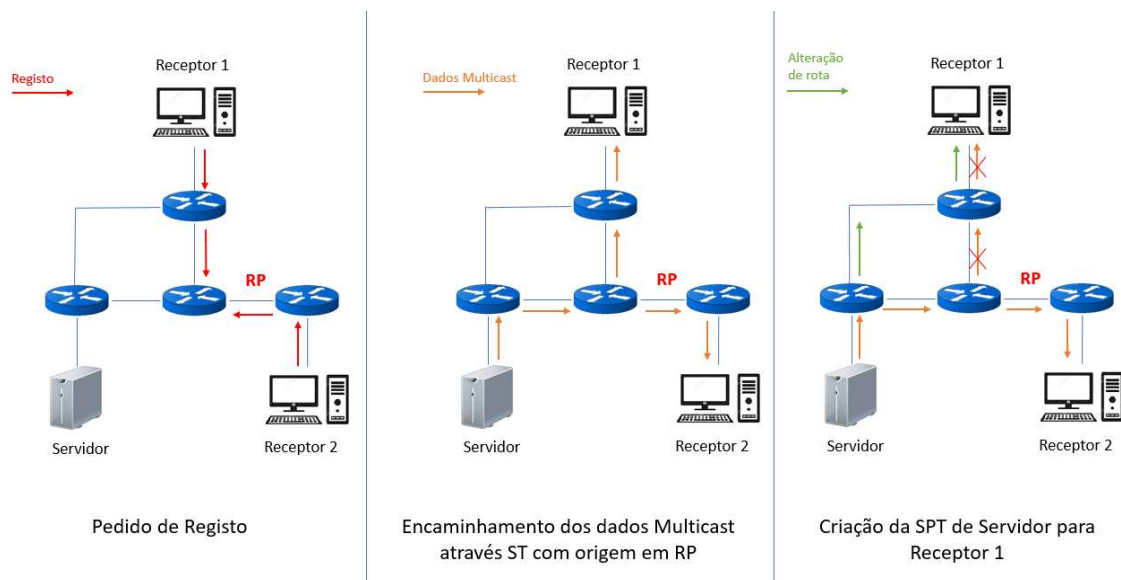 Registo
Receptor 1
RP
Servidor
Receptor 2
Pedido de Registo
Dados Multicast
Receptor 1
RP
Servidor
Receptor 2
Encaminhamento dos dados Multicast
através ST com origem em RP
Alteração
de rota
Receptor 1
RP
Servidor
Receptor 2
Criação da SPT de Servidor para
Receptor 1